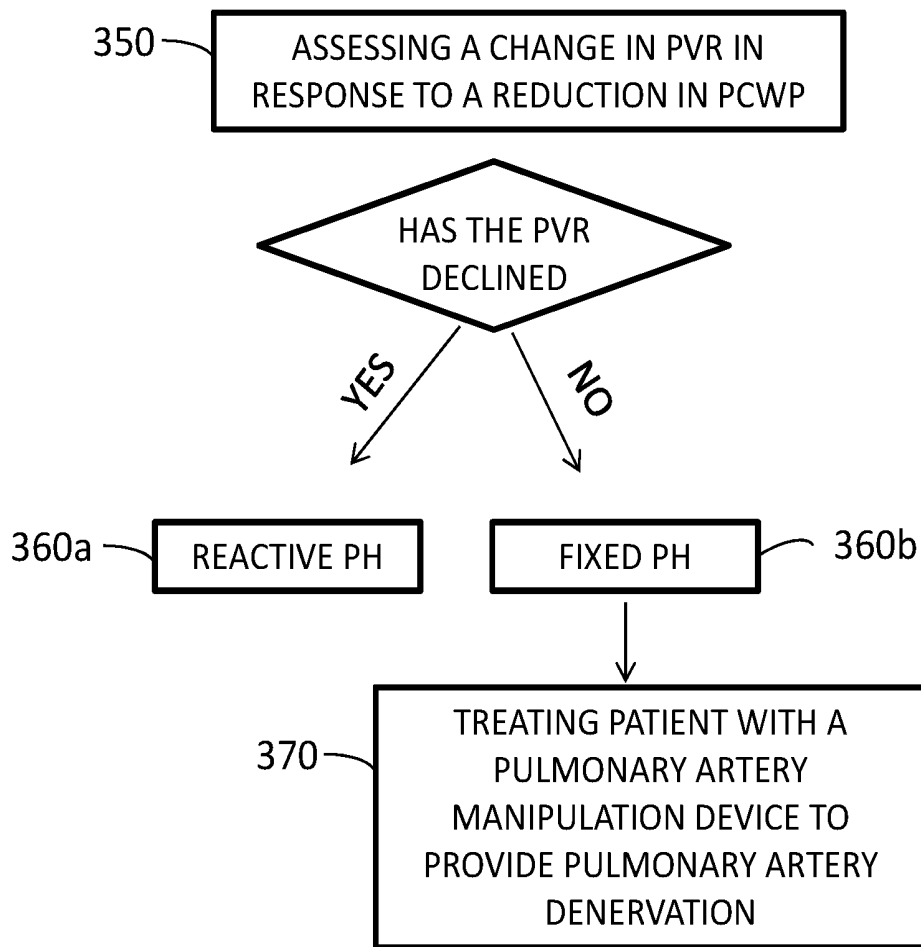 350
ASSESSING A CHANGE IN PVR IN
RESPONSE TO A REDUCTION IN PCWP
HAS THE PVR
DECLINED
YES
NO
360a
REACTIVE PH
FIXED PH
360b
370
TREATING PATIENT WITH A
PULMONARY ARTERY
MANIPULATION DEVICE TO
PROVIDE PULMONARY ARTERY
DENERVATION